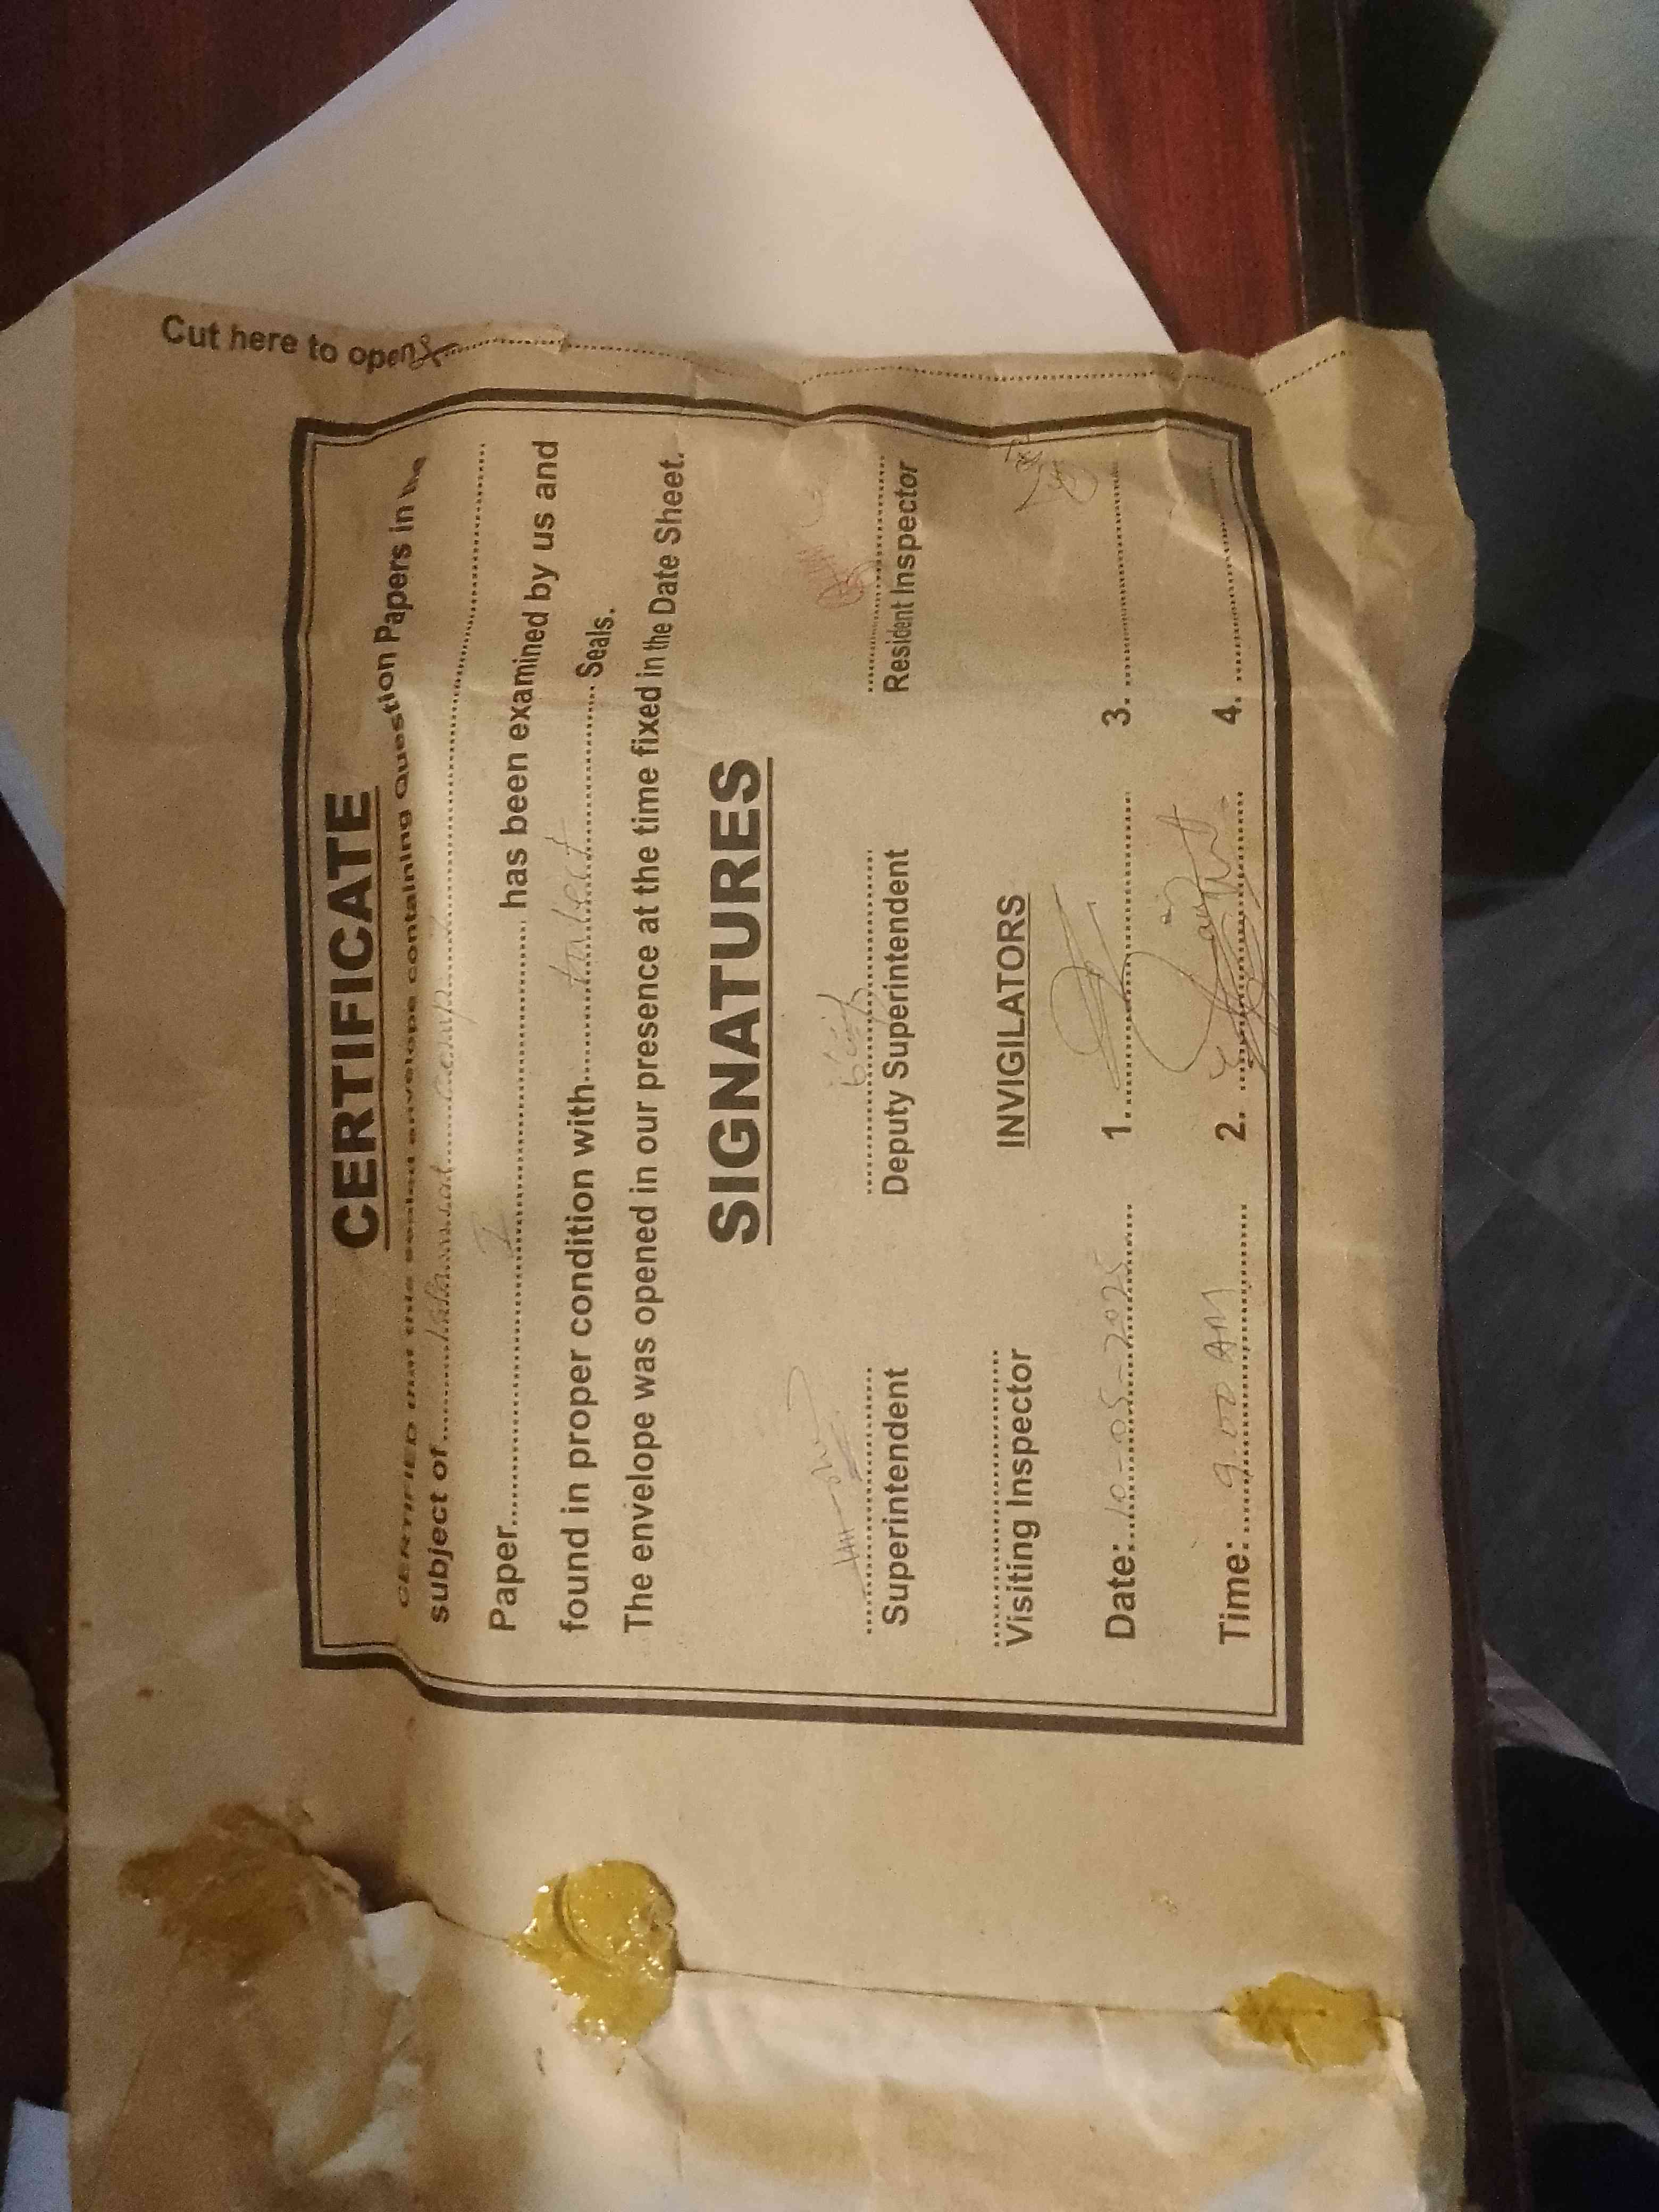 Cut here to open
CERTIFICATE
CERTIFIED that this sealed envelope containing Question Papers in the
subject of........................................
Paper..........I.......... has been examined by us and
found in proper condition with.......... intact .......... Seals.
The envelope was opened in our presence at the time fixed in the Date Sheet.
SIGNATURES
Superintendent Deputy Superintendent Resident Inspector
Visiting Inspector INVIGILATORS
Date: 10-05-2025 1. 3.
Time: 9.00 AM 2. 4.